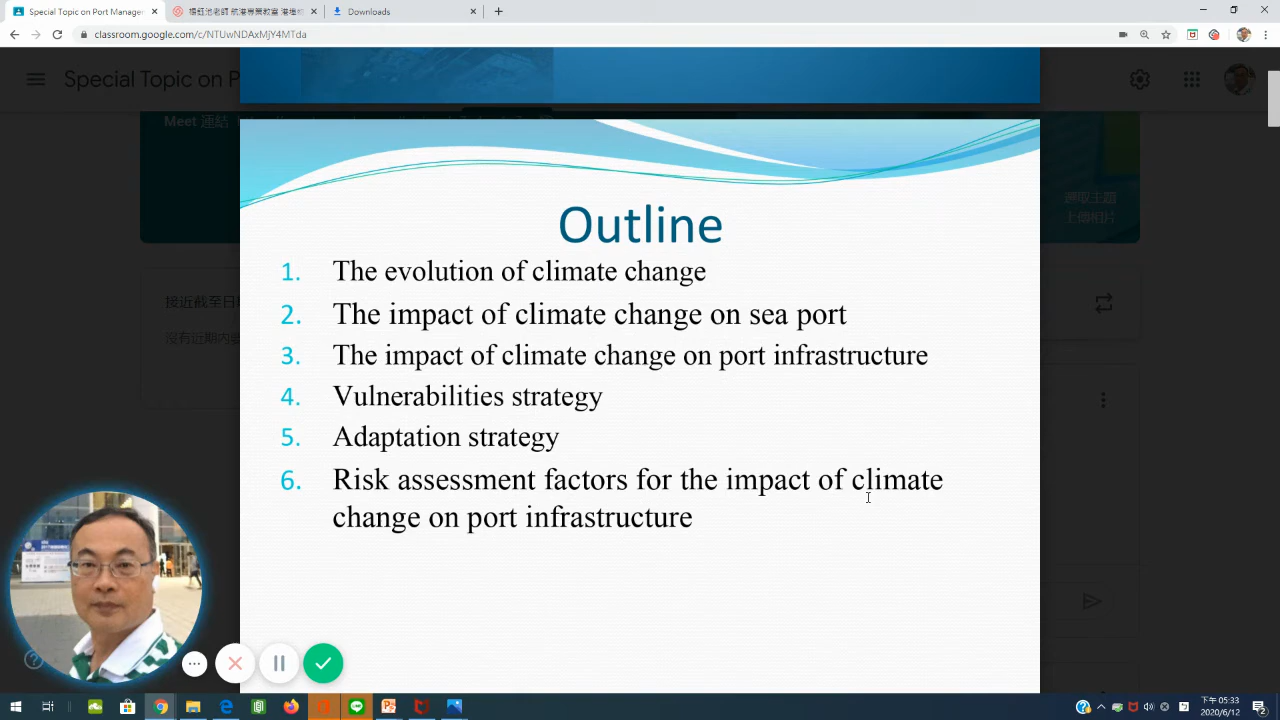 Special Topic on Port Manager
Downloads
classroom.google.com/c/NTUwNDAxMjY4MTda
Special Topic on P
Meet 連結
選取主題
上傳相片
接近截至日
沒有近期內
Outline
1. The evolution of climate change
2. The impact of climate change on sea port
3. The impact of climate change on port infrastructure
4. Vulnerabilities strategy
5. Adaptation strategy
6. Risk assessment factors for the impact of climate
change on port infrastructure
下午 05:33
2020/6/12